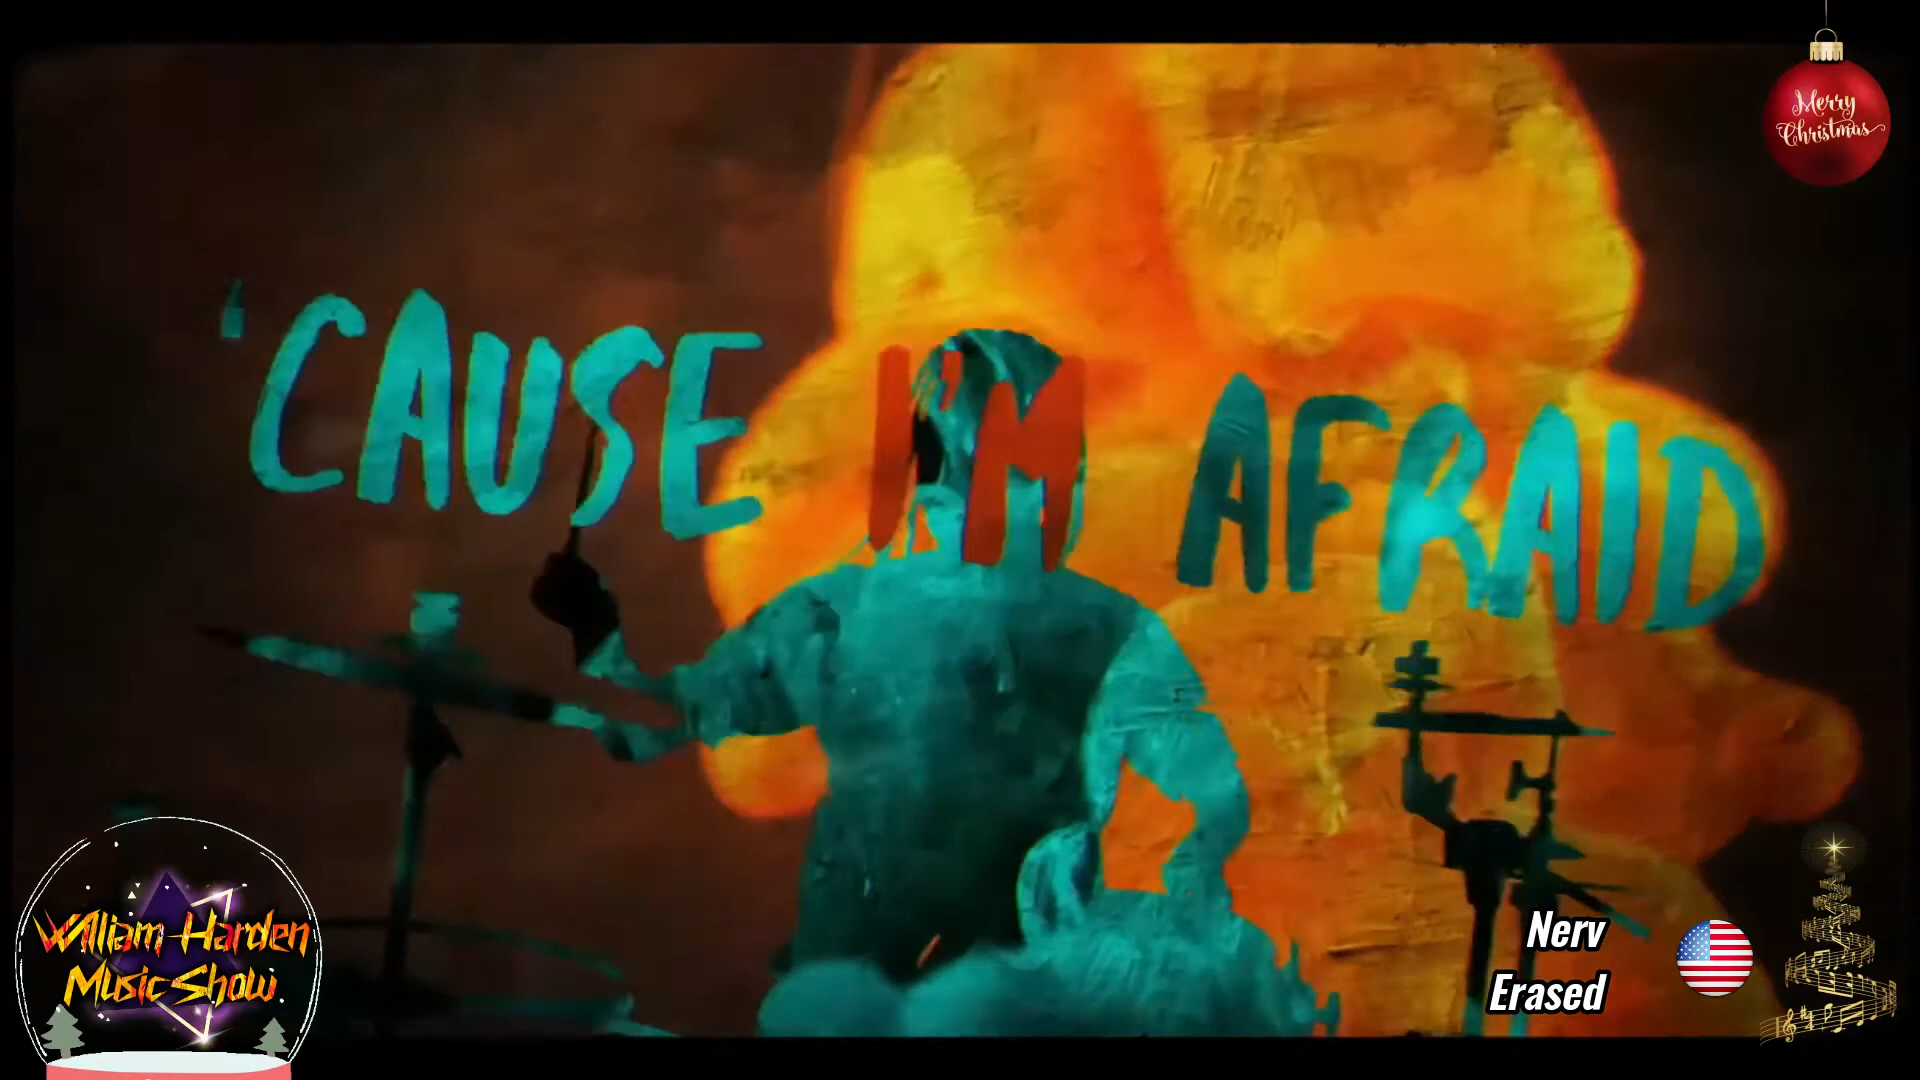 Merry
Christmas
'CAUSE I'M AFRAID
William Harden
Music Show
Nerv
Erased